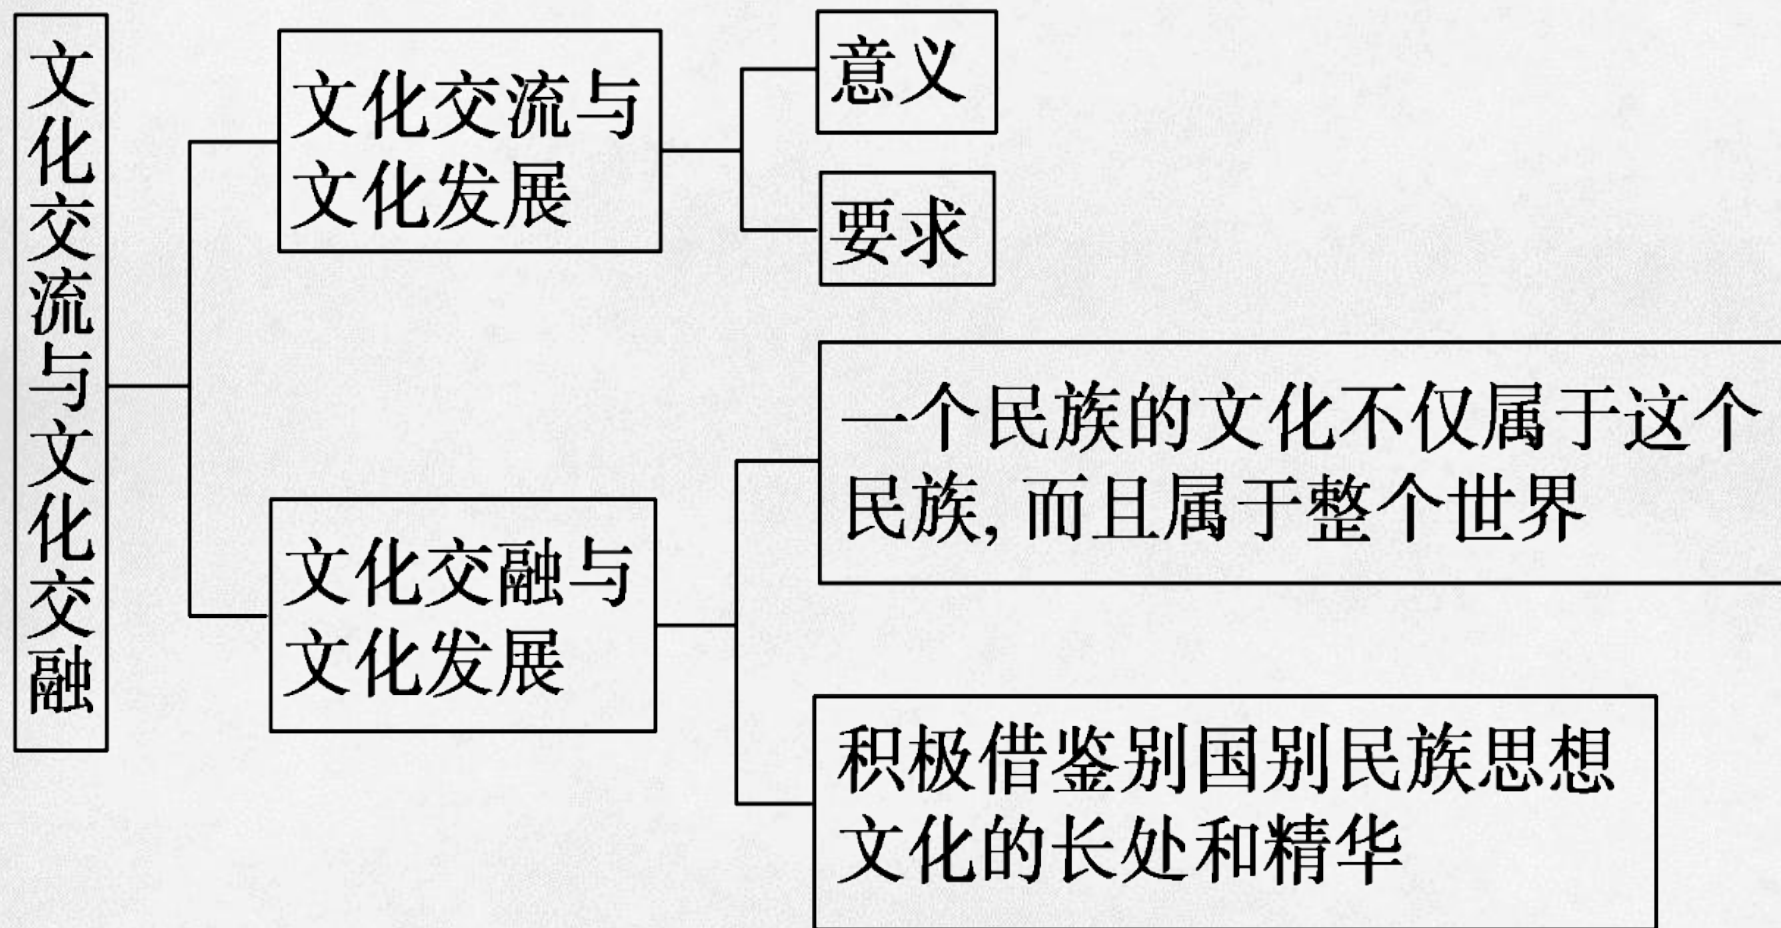 文化交流与文化交融
文化交流与
文化发展
意义
要求
文化交融与
文化发展
一个民族的文化不仅属于这个
民族,而且属于整个世界
积极借鉴别国别民族思想
文化的长处和精华